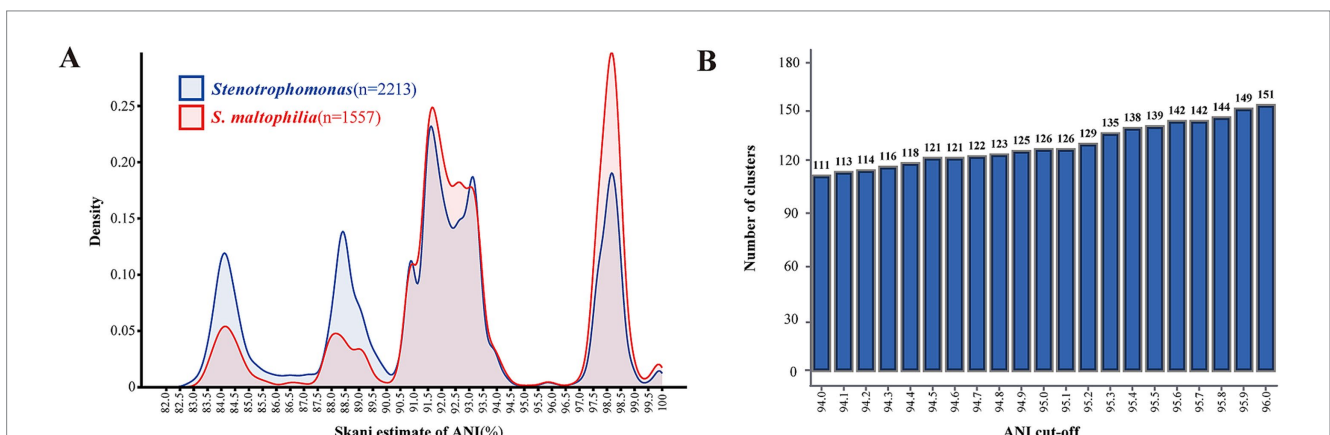 A
Stenotrophomonas(n=2213)
S. maltophilia(n=1557)
Density
0.25
0.20
0.15
0.10
0.05
0
82.0 82.5 83.0 83.5 84.0 84.5 85.0 85.5 86.0 86.5 87.0 87.5 88.0 88.5 89.0 89.5 90.0 90.5 91.0 91.5 92.0 92.5 93.0 93.5 94.0 94.5 95.0 95.5 96.0 96.5 97.0 97.5 98.0 98.5 99.0 99.5 100
Skani estimate of ANI(%)
B
Number of clusters
180
150
120
90
60
30
0
111 113 114 116 118 121 121 122 123 125 126 126 129 135 138 139 142 142 144 149 151
94.0 94.1 94.2 94.3 94.4 94.5 94.6 94.7 94.8 94.9 95.0 95.1 95.2 95.3 95.4 95.5 95.6 95.7 95.8 95.9 96.0
ANI cut-off